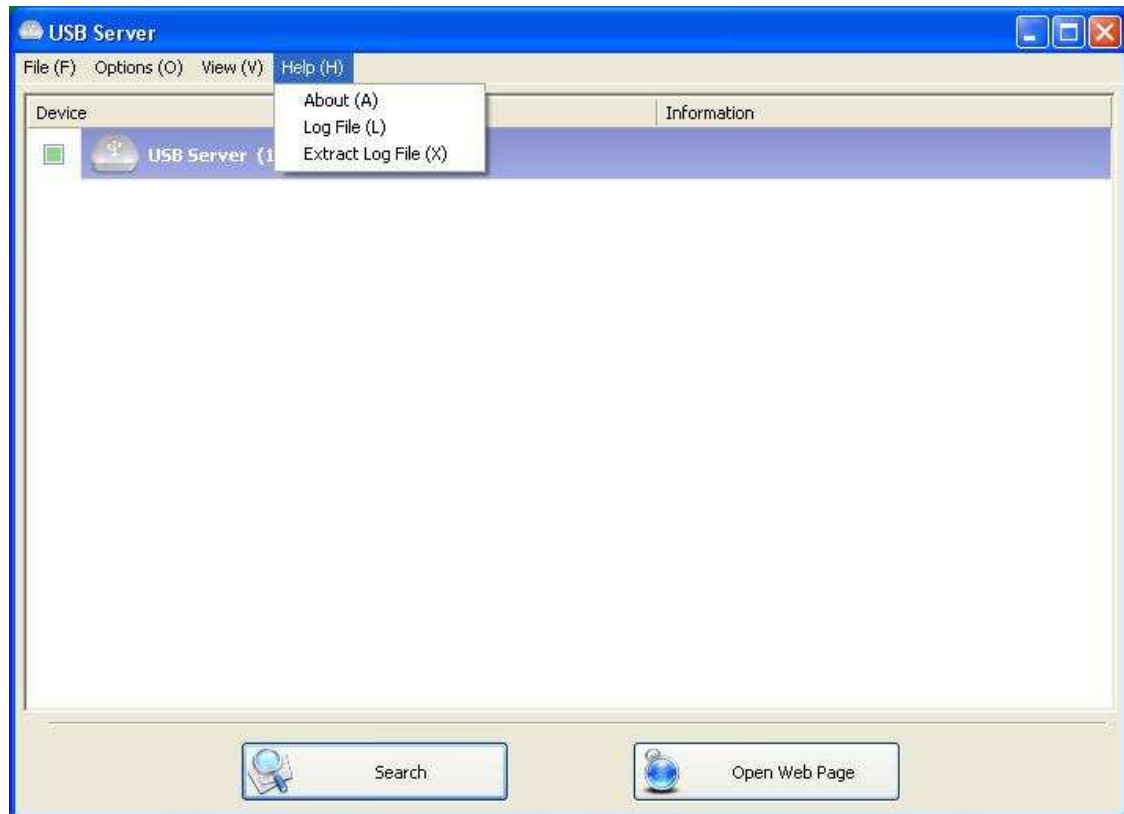 USB Server
File (F) Options (O) View (V) Help (H)
About (A)
Log File (L)
Extract Log File (X)
Device Information
USB Server (1
Search Open Web Page